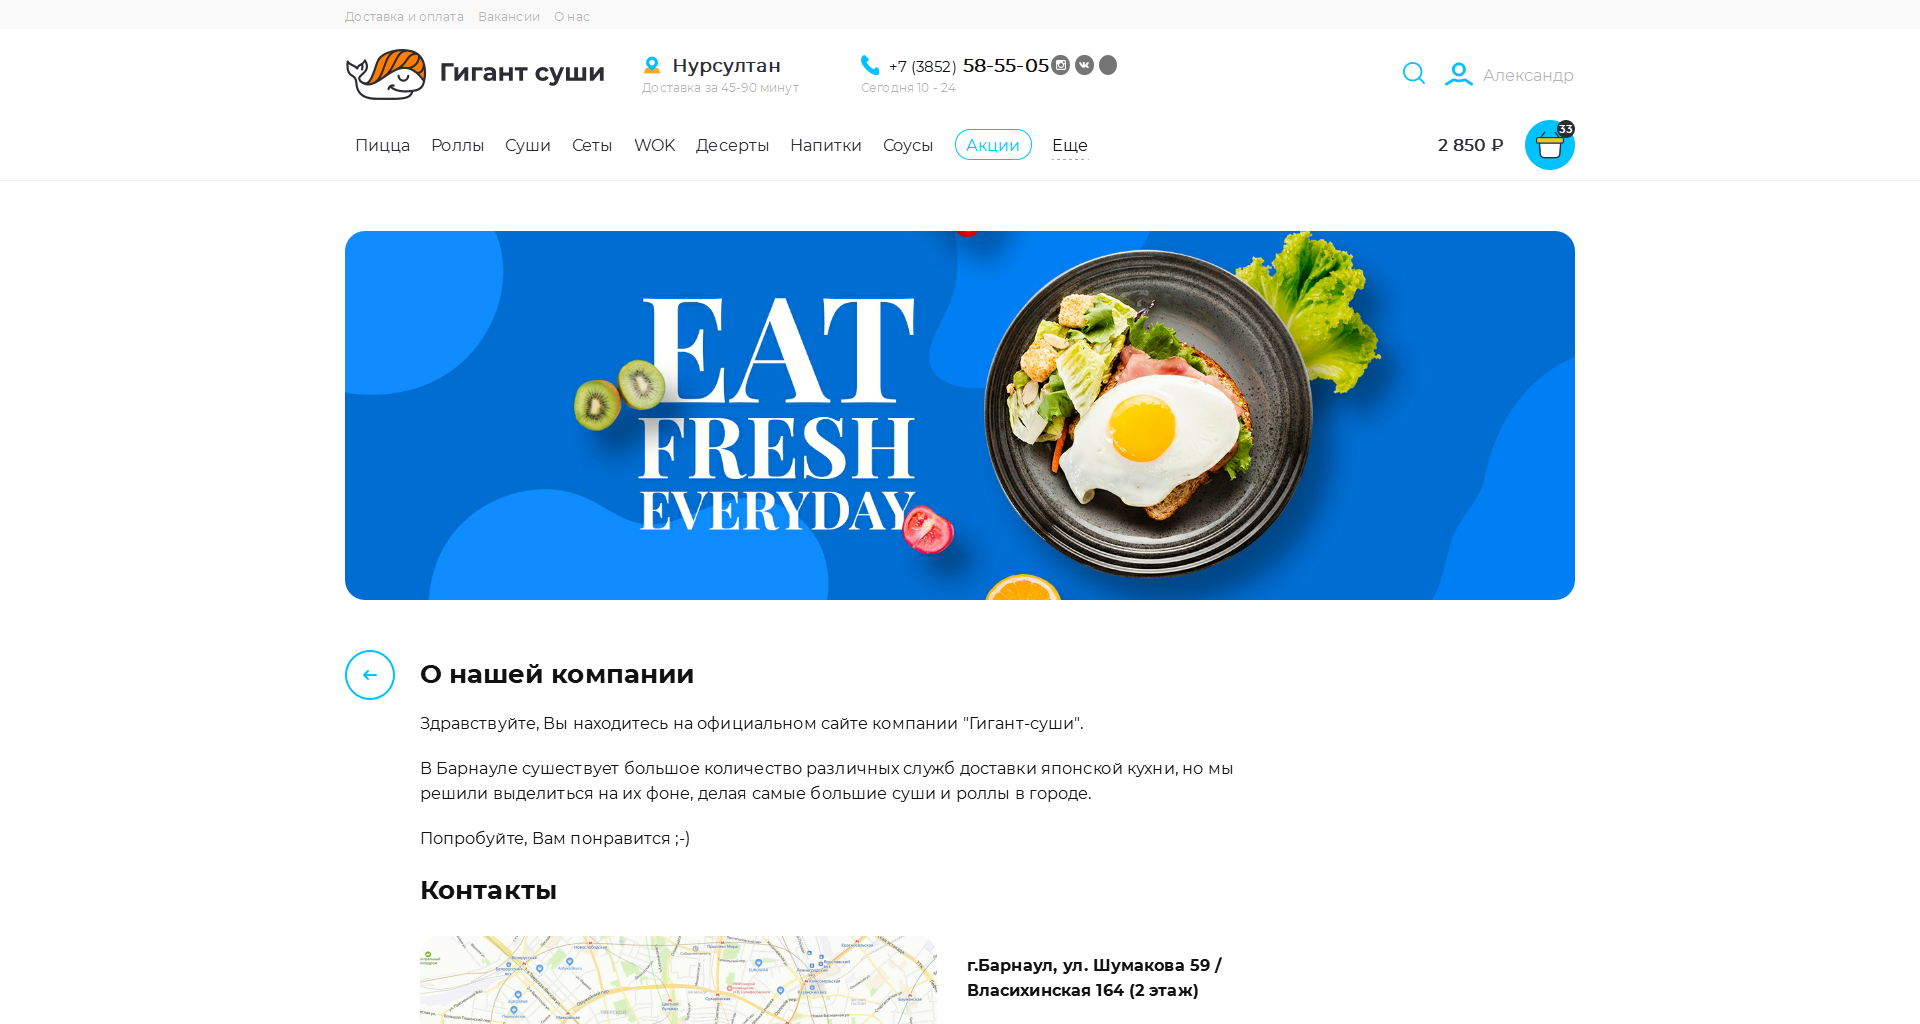 Доставка и оплата Вакансии О нас
Гигант суши
Нурсултан
Доставка за 45-90 минут
+7 (3852) 58-55-05
Сегодня 10 - 24
Александр
Пицца Роллы Суши Сеты WOK Десерты Напитки Соусы Акции Еще
2 850 ₽
33
EAT
FRESH
EVERYDAY
О нашей компании
Здравствуйте, Вы находитесь на официальном сайте компании "Гигант-суши".
В Барнауле сушествует большое количество различных служб доставки японской кухни, но мы
решили выделиться на их фоне, делая самые большие суши и роллы в городе.
Попробуйте, Вам понравится ;-)
Контакты
г.Барнаул, ул. Шумакова 59 /
Власихинская 164 (2 этаж)